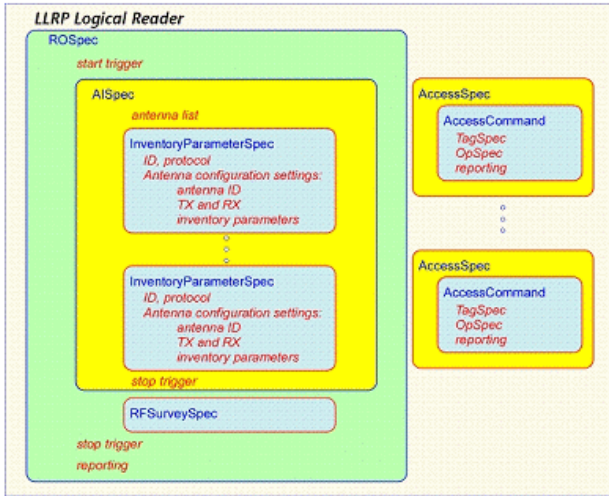 LLRP Logical Reader
ROSpec
start trigger
AISpec
antenna list
InventoryParameterSpec
ID, protocol
Antenna configuration settings:
antenna ID
TX and RX
inventory parameters
InventoryParameterSpec
ID, protocol
Antenna configuration settings:
antenna ID
TX and RX
inventory parameters
stop trigger
RFSurveySpec
stop trigger
reporting
AccessSpec
AccessCommand
TagSpec
OpSpec
reporting
AccessSpec
AccessCommand
TagSpec
OpSpec
reporting